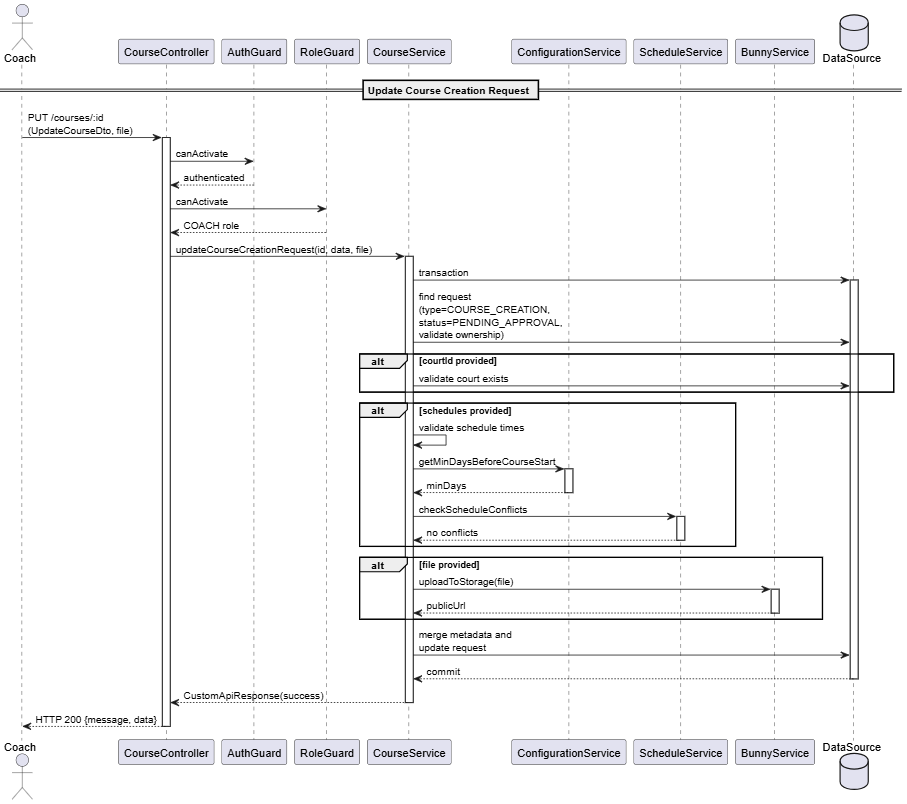 Coach
CourseController
AuthGuard
RoleGuard
CourseService
ConfigurationService
ScheduleService
BunnyService
DataSource
Update Course Creation Request
PUT /courses/:id
(UpdateCourseDto, file)
canActivate
authenticated
canActivate
COACH role
updateCourseCreationRequest(id, data, file)
transaction
find request
(type=COURSE_CREATION,
status=PENDING_APPROVAL,
validate ownership)
alt [courtId provided]
validate court exists
alt [schedules provided]
validate schedule times
getMinDaysBeforeCourseStart
minDays
checkScheduleConflicts
no conflicts
alt [file provided]
uploadToStorage(file)
publicUrl
merge metadata and
update request
commit
CustomApiResponse(success)
HTTP 200 {message, data}
Coach
CourseController
AuthGuard
RoleGuard
CourseService
ConfigurationService
ScheduleService
BunnyService
DataSource